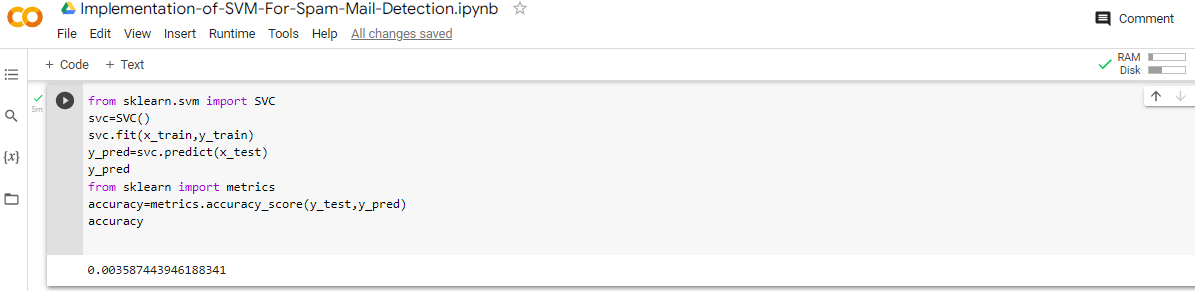 Implementation-of-SVM-For-Spam-Mail-Detection.ipynb
File Edit View Insert Runtime Tools Help All changes saved
Comment
+ Code + Text
RAM
Disk
5m
{x}
from sklearn.svm import SVC
svc=SVC()
svc.fit(x_train,y_train)
y_pred=svc.predict(x_test)
y_pred
from sklearn import metrics
accuracy=metrics.accuracy_score(y_test,y_pred)
accuracy
0.003587443946188341